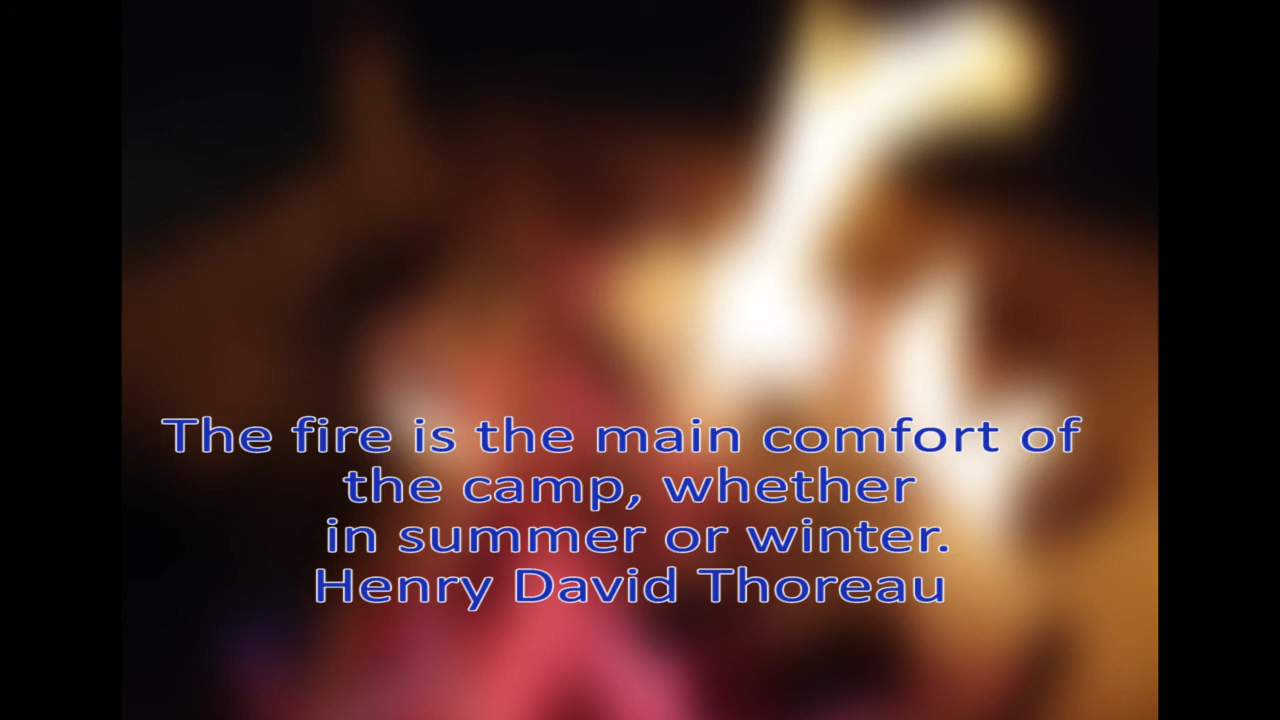 The fire is the main comfort of
the camp, whether
in summer or winter.
Henry David Thoreau